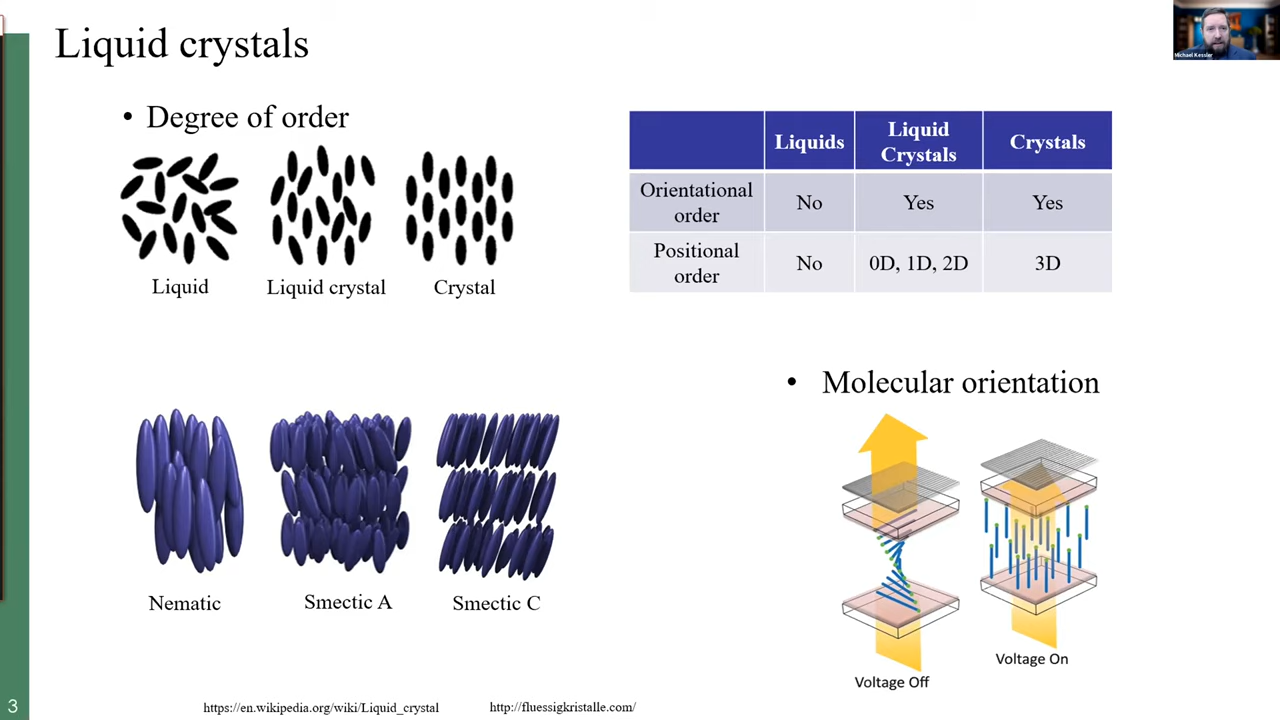 Liquid crystals
Michael Kessler
• Degree of order
Liquid
Liquid crystal
Crystal
Liquids
Liquid
Crystals
Crystals
Orientational
order
No
Yes
Yes
Positional
order
No
0D, 1D, 2D
3D
Nematic
Smectic A
Smectic C
• Molecular orientation
Voltage Off
Voltage On
3
https://en.wikipedia.org/wiki/Liquid_crystal
http://fluessigkristalle.com/